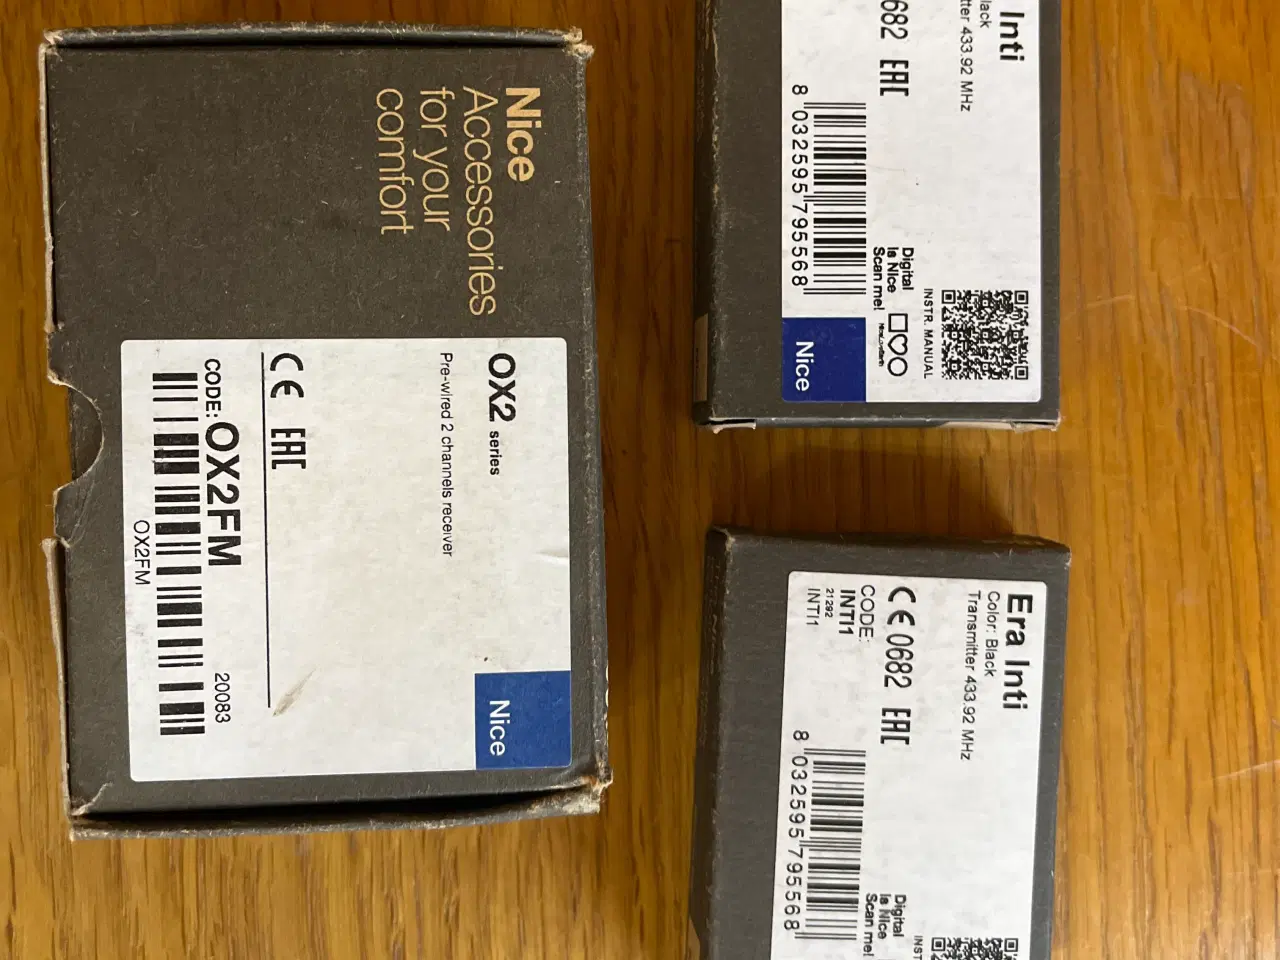 Nice
Accessories
for your
comfort
OX2 series
Pre-wired 2 channels receiver
Nice
CE EAC
CODE: OX2FM
20083
OX2FM
Inti
lack
tter 433.92 MHz
0682 EAC
8 032595 795568
INSTR. MANUAL
Digital
Is Nice
Scan me!
Nice
Era Inti
Color: Black
Transmitter 433.92 MHz
CE 0682 EAC
CODE:
INTI1
21292
INTI1
8 032595 795568
INST
Digital
Is Nice
Scan me!